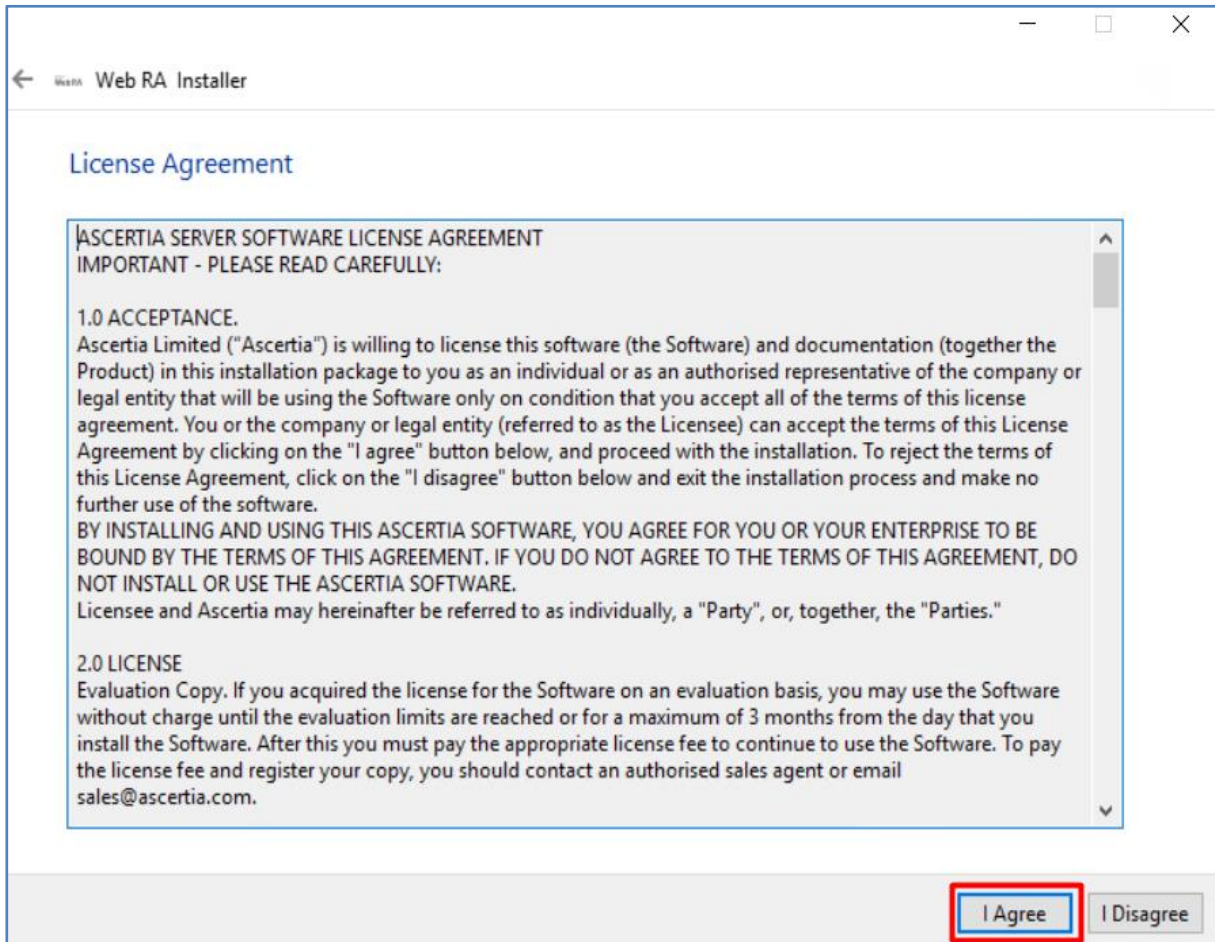 Web RA Installer
License Agreement
ASCERTIA SERVER SOFTWARE LICENSE AGREEMENT
IMPORTANT - PLEASE READ CAREFULLY:
1.0 ACCEPTANCE.
Ascertia Limited ("Ascertia") is willing to license this software (the Software) and documentation (together the
Product) in this installation package to you as an individual or as an authorised representative of the company or
legal entity that will be using the Software only on condition that you accept all of the terms of this license
agreement. You or the company or legal entity (referred to as the Licensee) can accept the terms of this License
Agreement by clicking on the "I agree" button below, and proceed with the installation. To reject the terms of
this License Agreement, click on the "I disagree" button below and exit the installation process and make no
further use of the software.
BY INSTALLING AND USING THIS ASCERTIA SOFTWARE, YOU AGREE FOR YOU OR YOUR ENTERPRISE TO BE
BOUND BY THE TERMS OF THIS AGREEMENT. IF YOU DO NOT AGREE TO THE TERMS OF THIS AGREEMENT, DO
NOT INSTALL OR USE THE ASCERTIA SOFTWARE.
Licensee and Ascertia may hereinafter be referred to as individually, a "Party", or, together, the "Parties."
2.0 LICENSE
Evaluation Copy. If you acquired the license for the Software on an evaluation basis, you may use the Software
without charge until the evaluation limits are reached or for a maximum of 3 months from the day that you
install the Software. After this you must pay the appropriate license fee to continue to use the Software. To pay
the license fee and register your copy, you should contact an authorised sales agent or email
sales@ascertia.com.
I Agree
I Disagree